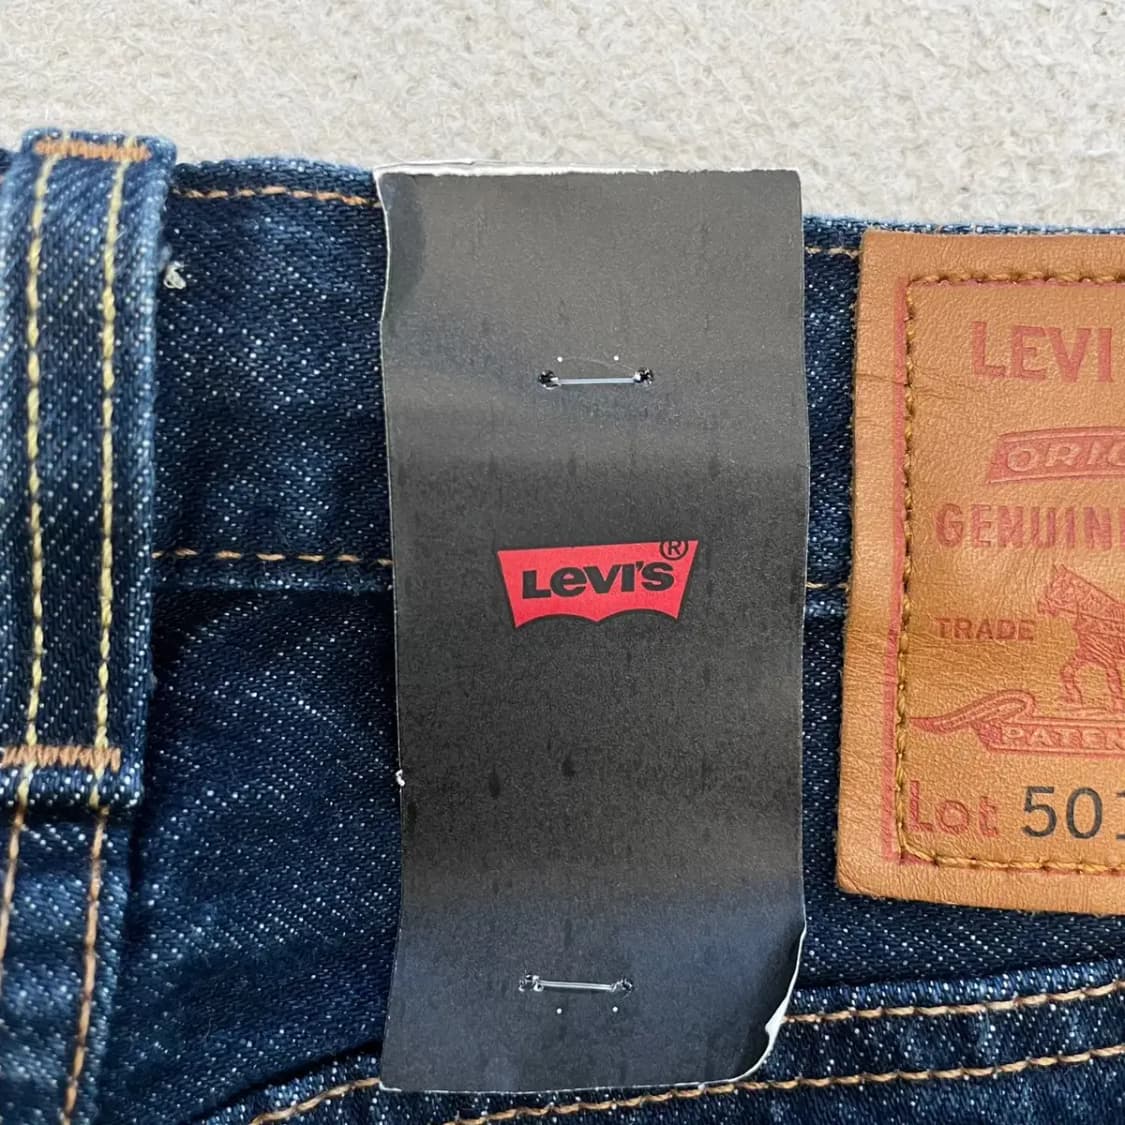 LEVI'S®
LEVI
ORIG
GENUIN
TRADE
PATEN
Lot 501